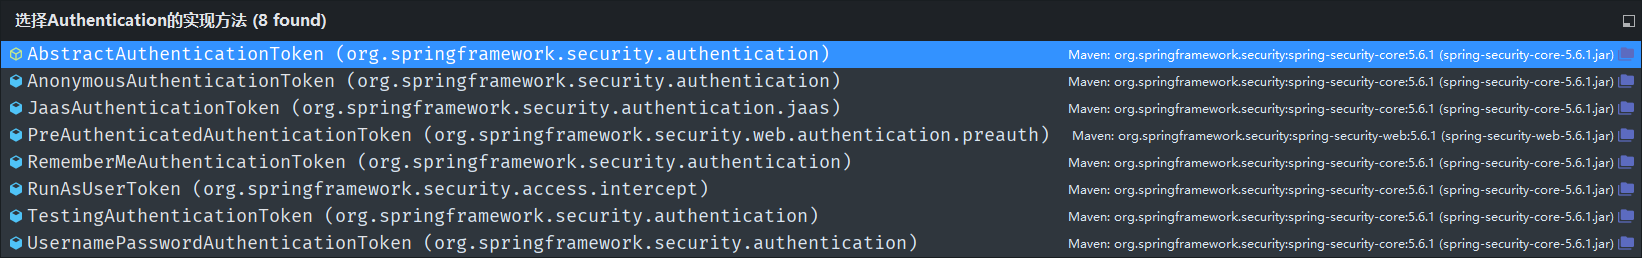 选择Authentication的实现方法 (8 found)
AbstractAuthenticationToken (org.springframework.security.authentication) Maven: org.springframework.security:spring-security-core:5.6.1 (spring-security-core-5.6.1.jar)
AnonymousAuthenticationToken (org.springframework.security.authentication) Maven: org.springframework.security:spring-security-core:5.6.1 (spring-security-core-5.6.1.jar)
JaasAuthenticationToken (org.springframework.security.authentication.jaas) Maven: org.springframework.security:spring-security-core:5.6.1 (spring-security-core-5.6.1.jar)
PreAuthenticatedAuthenticationToken (org.springframework.security.web.authentication.preauth) Maven: org.springframework.security:spring-security-web:5.6.1 (spring-security-web-5.6.1.jar)
RememberMeAuthenticationToken (org.springframework.security.authentication) Maven: org.springframework.security:spring-security-core:5.6.1 (spring-security-core-5.6.1.jar)
RunAsUserToken (org.springframework.security.access.intercept) Maven: org.springframework.security:spring-security-core:5.6.1 (spring-security-core-5.6.1.jar)
TestingAuthenticationToken (org.springframework.security.authentication) Maven: org.springframework.security:spring-security-core:5.6.1 (spring-security-core-5.6.1.jar)
UsernamePasswordAuthenticationToken (org.springframework.security.authentication) Maven: org.springframework.security:spring-security-core:5.6.1 (spring-security-core-5.6.1.jar)